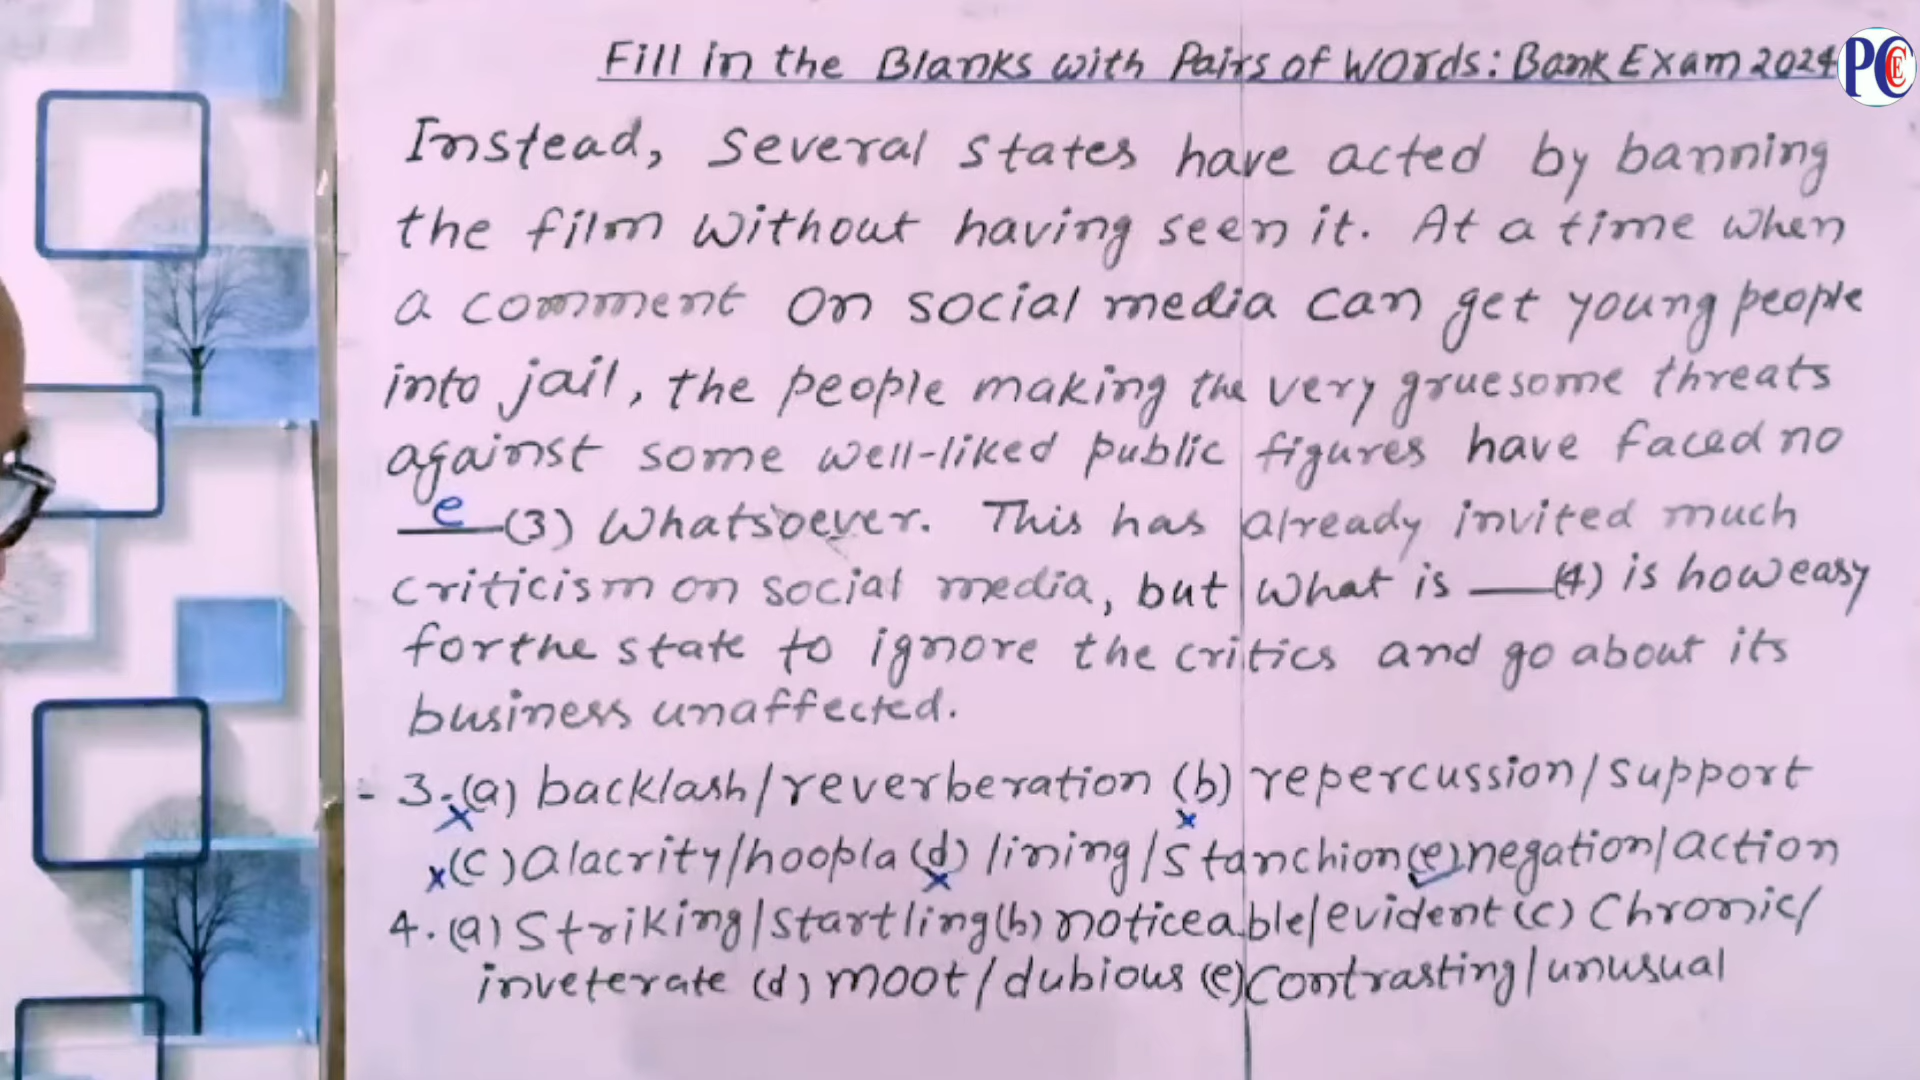 Fill in the Blanks with Pairs of Words: Bank Exam 2024
PCEC
Instead, several states have acted by banning
the film without having seen it. At a time when
a comment on social media can get young people
into jail, the people making the very gruesome threats
against some well-liked public figures have faced no
e (3) whatsoever. This has already invited much
criticism on social media, but what is ___(4) is how easy
for the state to ignore the critics and go about its
business unaffected.
3. (a) backlash/reverberation (b) repercussion/support
(c) alacrity/hoopla (d) lining/stanchion (e) negation/action
4. (a) striking/startling (b) noticeable/evident (c) Chronic/
inveterate (d) moot/dubious (e) contrasting/unusual